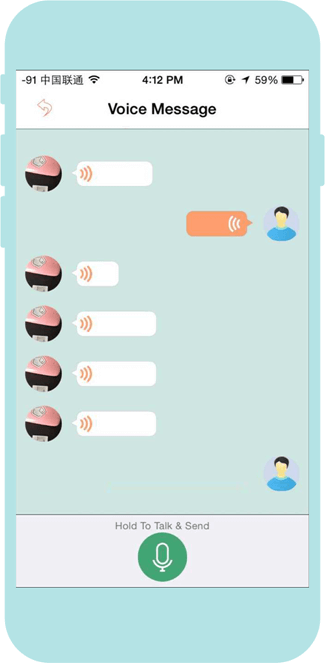 -91 中国联通 4:12 PM 59%
Voice Message
Hold To Talk & Send